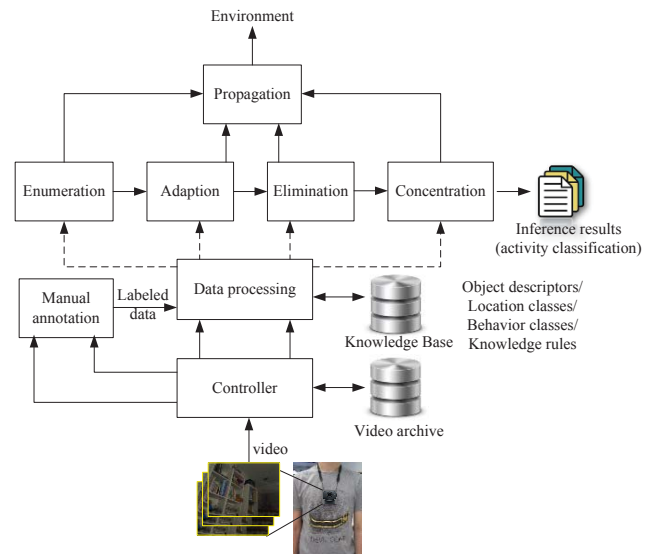 Environment
Propagation
Enumeration
Adaption
Elimination
Concentration
Inference results
(activity classification)
Manual
annotation
Labeled
data
Data processing
Knowledge Base
Object descriptors/
Location classes/
Behavior classes/
Knowledge rules
Controller
Video archive
video